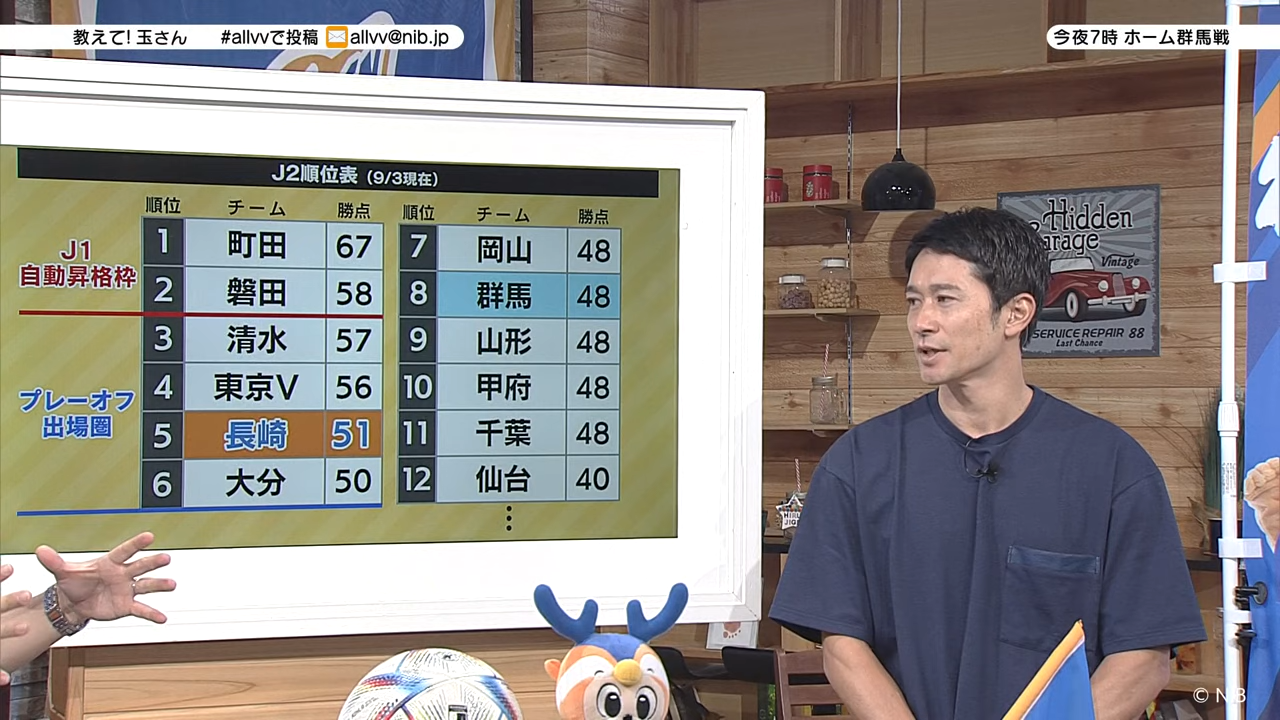 教えて! 玉さん #allvvで投稿 allvv@nib.jp
今夜7時 ホーム群馬戦
J2順位表 (9/3現在)
順位 チーム 勝点
J1
自動昇格枠
1 町田 67
2 磐田 58
プレーオフ
出場圏
3 清水 57
4 東京V 56
5 長崎 51
6 大分 50
順位 チーム 勝点
7 岡山 48
8 群馬 48
9 山形 48
10 甲府 48
11 千葉 48
12 仙台 40
Hidden
Vintage
SERVICE REPAIR 88
Last Chance
© NIB